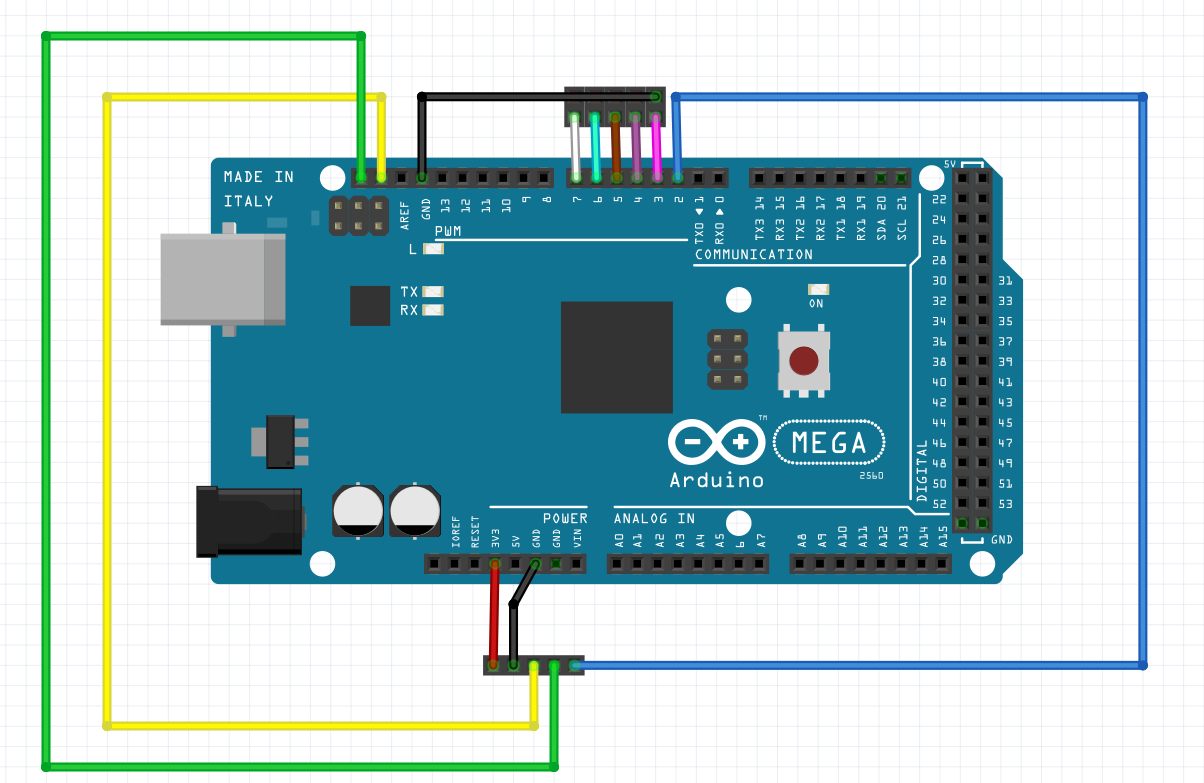 MADE IN
ITALY
AREF
GND
13
12
11
10
9
8
7
6
5
4
3
2
TX0 ▶ 1
RX0 ◀ 0
TX3 14
RX3 15
TX2 16
RX2 17
TX1 18
RX1 19
SDA 20
SCL 21
5V
PWM
COMMUNICATION
L
TX
RX
ON
22
24
26
28
30 31
32 33
34 35
36 37
38 39
40 41
42 43
44 45
46 47
48 49
50 51
52 53
DIGITAL
GND
TM
MEGA
2560
Arduino
POWER
ANALOG IN
IOREF
RESET
3V3
5V
GND
GND
VIN
A0
A1
A2
A3
A4
A5
6
A7
A8
A9
A10
A11
A12
A13
A14
A15